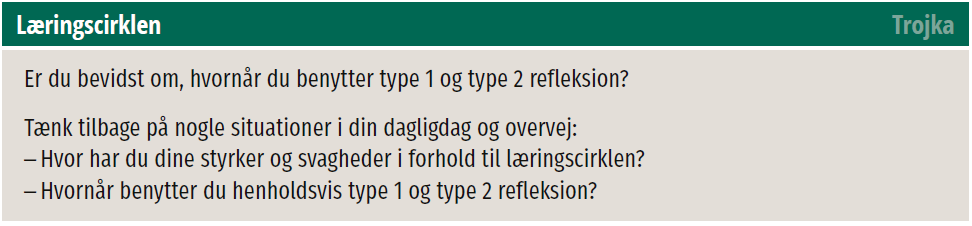 Læringscirklen Trojka
Er du bevidst om, hvornår du benytter type 1 og type 2 refleksion?
Tænk tilbage på nogle situationer i din dagligdag og overvej:
– Hvor har du dine styrker og svagheder i forhold til læringscirklen?
– Hvornår benytter du henholdsvis type 1 og type 2 refleksion?